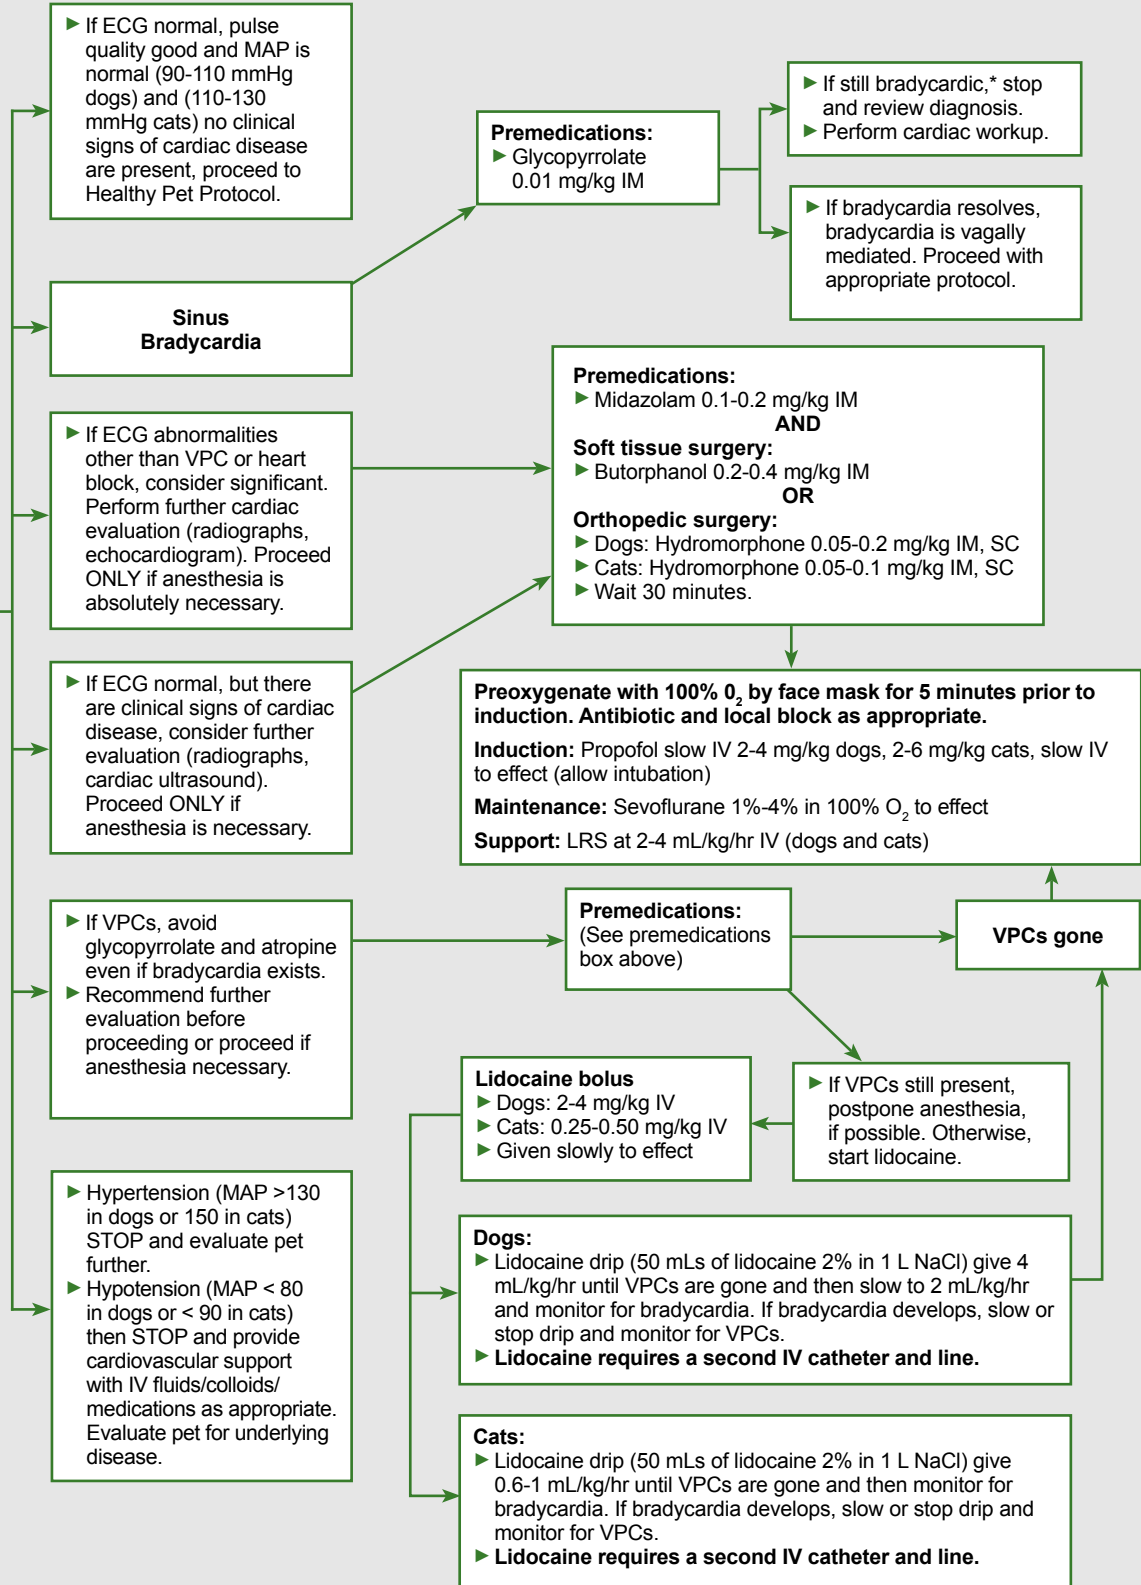 ► If ECG normal, pulse
quality good and MAP is
normal (90-110 mmHg
dogs) and (110-130
mmHg cats) no clinical
signs of cardiac disease
are present, proceed to
Healthy Pet Protocol.
Premedications:
► Glycopyrrolate
0.01 mg/kg IM
► If still bradycardic,* stop
and review diagnosis.
► Perform cardiac workup.
► If bradycardia resolves,
bradycardia is vagally
mediated. Proceed with
appropriate protocol.
Sinus
Bradycardia
► If ECG abnormalities
other than VPC or heart
block, consider significant.
Perform further cardiac
evaluation (radiographs,
echocardiogram). Proceed
ONLY if anesthesia is
absolutely necessary.
Premedications:
► Midazolam 0.1-0.2 mg/kg IM
AND
Soft tissue surgery:
► Butorphanol 0.2-0.4 mg/kg IM
OR
Orthopedic surgery:
► Dogs: Hydromorphone 0.05-0.2 mg/kg IM, SC
► Cats: Hydromorphone 0.05-0.1 mg/kg IM, SC
► Wait 30 minutes.
► If ECG normal, but there
are clinical signs of cardiac
disease, consider further
evaluation (radiographs,
cardiac ultrasound).
Proceed ONLY if
anesthesia is necessary.
Preoxygenate with 100% 0₂ by face mask for 5 minutes prior to
induction. Antibiotic and local block as appropriate.
Induction: Propofol slow IV 2-4 mg/kg dogs, 2-6 mg/kg cats, slow IV
to effect (allow intubation)
Maintenance: Sevoflurane 1%-4% in 100% O₂ to effect
Support: LRS at 2-4 mL/kg/hr IV (dogs and cats)
► If VPCs, avoid
glycopyrrolate and atropine
even if bradycardia exists.
► Recommend further
evaluation before
proceeding or proceed if
anesthesia necessary.
Premedications:
(See premedications
box above)
VPCs gone
Lidocaine bolus
► Dogs: 2-4 mg/kg IV
► Cats: 0.25-0.50 mg/kg IV
► Given slowly to effect
► If VPCs still present,
postpone anesthesia,
if possible. Otherwise,
start lidocaine.
► Hypertension (MAP >130
in dogs or 150 in cats)
STOP and evaluate pet
further.
► Hypotension (MAP < 80
in dogs or < 90 in cats)
then STOP and provide
cardiovascular support
with IV fluids/colloids/
medications as appropriate.
Evaluate pet for underlying
disease.
Dogs:
► Lidocaine drip (50 mLs of lidocaine 2% in 1 L NaCl) give 4
mL/kg/hr until VPCs are gone and then slow to 2 mL/kg/hr
and monitor for bradycardia. If bradycardia develops, slow or
stop drip and monitor for VPCs.
► Lidocaine requires a second IV catheter and line.
Cats:
► Lidocaine drip (50 mLs of lidocaine 2% in 1 L NaCl) give
0.6-1 mL/kg/hr until VPCs are gone and then monitor for
bradycardia. If bradycardia develops, slow or stop drip and
monitor for VPCs.
► Lidocaine requires a second IV catheter and line.